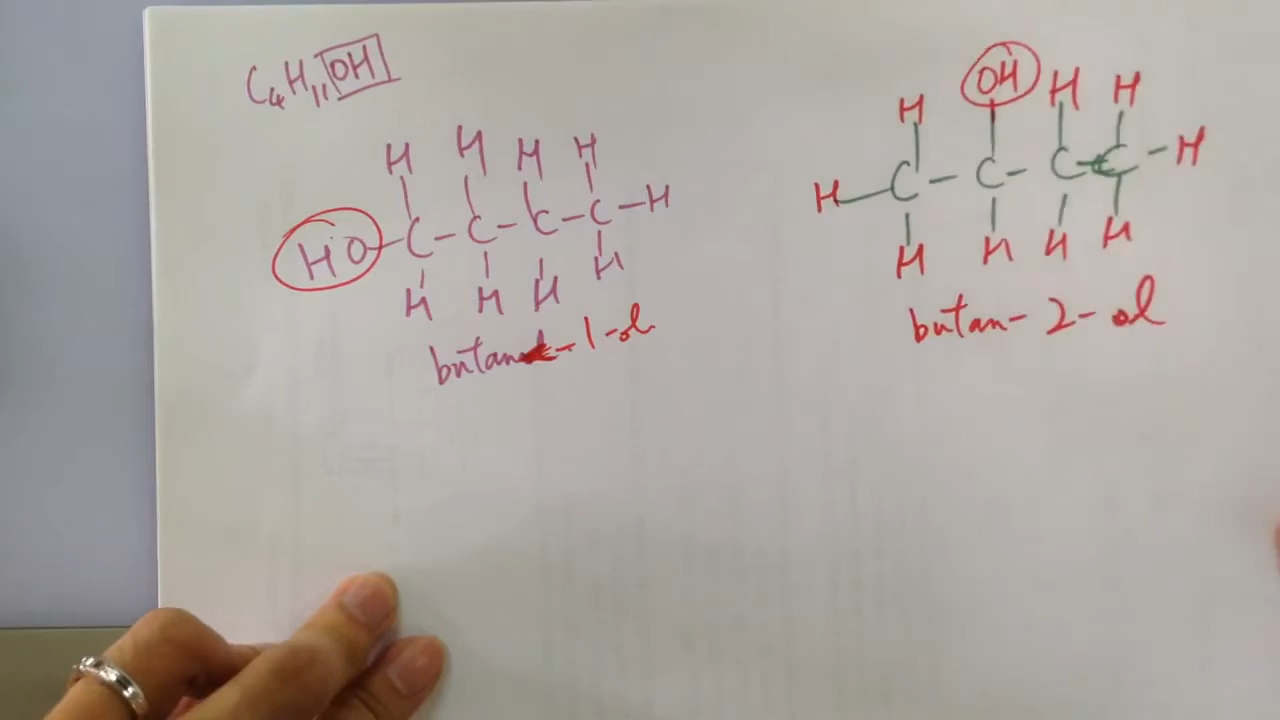 C₄H₁₁OH
H H H H
HO-C-C-C-C-H
H H H H
butan-1-ol
H OH H H
H-C-C-C-C-H
H H H H
butan-2-ol